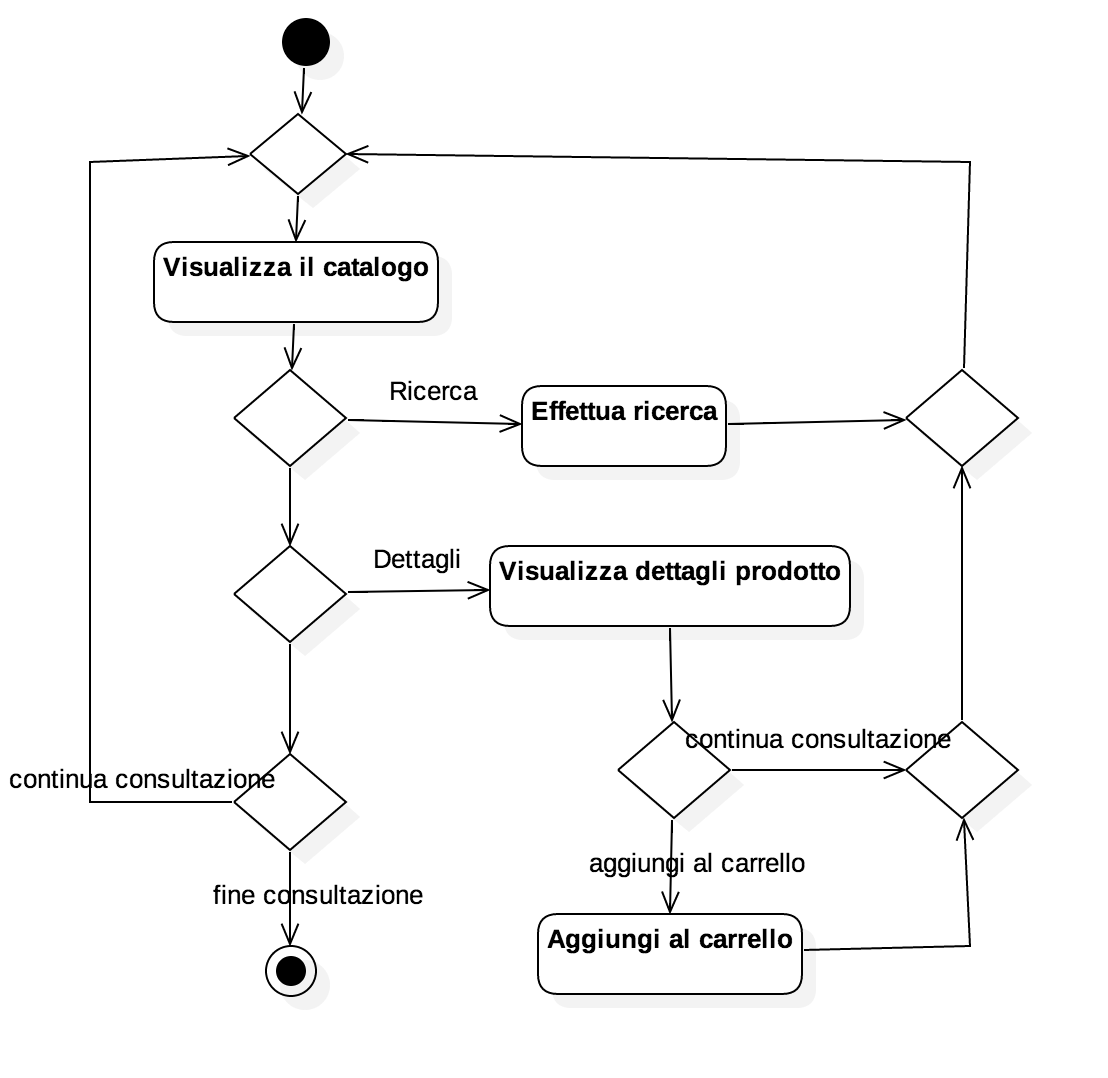 Visualizza il catalogo
Ricerca
Effettua ricerca
Dettagli
Visualizza dettagli prodotto
continua consultazione
continua consultazione
aggiungi al carrello
fine consultazione
Aggiungi al carrello